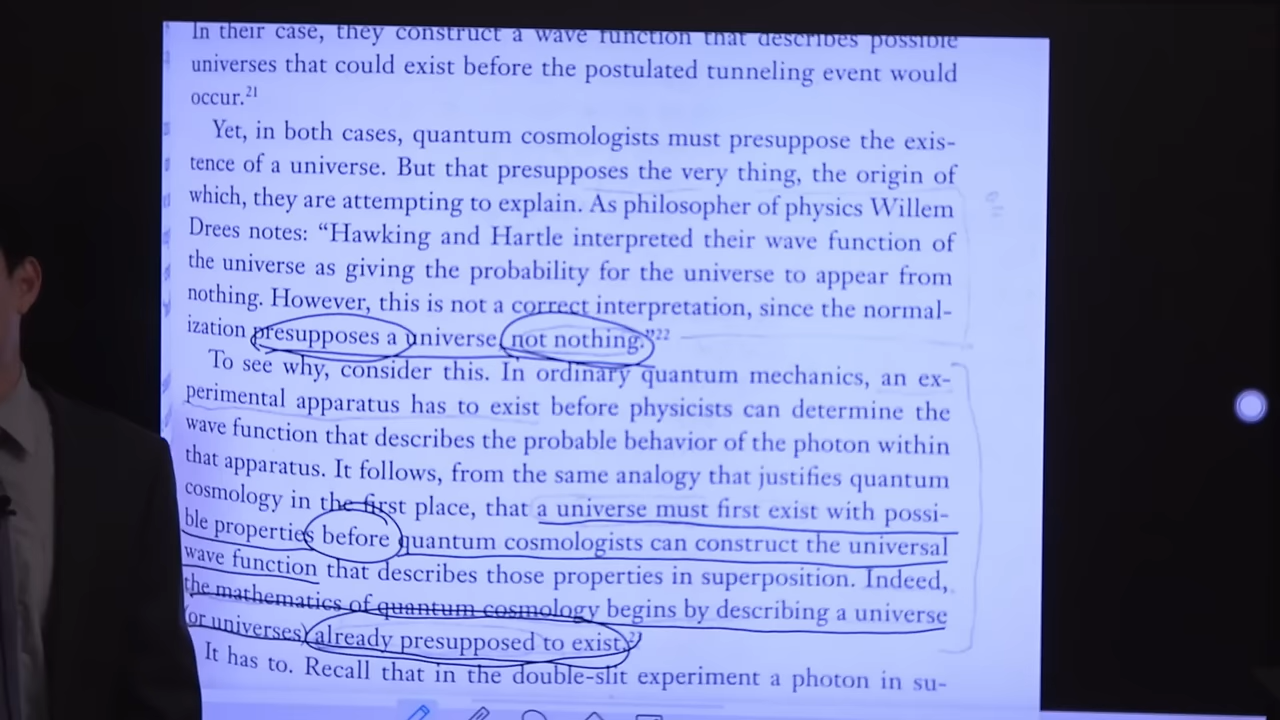 In their case, they construct a wave function that describes possible
universes that could exist before the postulated tunneling event would
occur.21
Yet, in both cases, quantum cosmologists must presuppose the exis-
tence of a universe. But that presupposes the very thing, the origin of
which, they are attempting to explain. As philosopher of physics Willem
Drees notes: “Hawking and Hartle interpreted their wave function of
the universe as giving the probability for the universe to appear from
nothing. However, this is not a correct interpretation, since the normal-
ization presupposes a universe, not nothing.”22
To see why, consider this. In ordinary quantum mechanics, an ex-
perimental apparatus has to exist before physicists can determine the
wave function that describes the probable behavior of the photon within
that apparatus. It follows, from the same analogy that justifies quantum
cosmology in the first place, that a universe must first exist with possi-
ble properties before quantum cosmologists can construct the universal
wave function that describes those properties in superposition. Indeed,
the mathematics of quantum cosmology begins by describing a universe
(or universes) already presupposed to exist.23
It has to. Recall that in the double-slit experiment a photon in su-